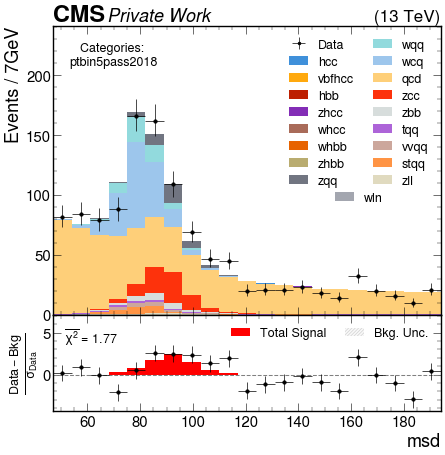 CMS Private Work (13 TeV)
Events / 7GeV
Categories:
ptbin5pass2018
Data
hcc
vbfhcc
hbb
zhcc
whcc
whbb
zhbb
zqq
wqq
wcq
qcd
zcc
zbb
tqq
vvqq
stqq
zll
wln
200
150
100
50
0
χ² = 1.77
Total Signal
Bkg. Unc.
Data − Bkg
σData
5
0
60 80 100 120 140 160 180
msd